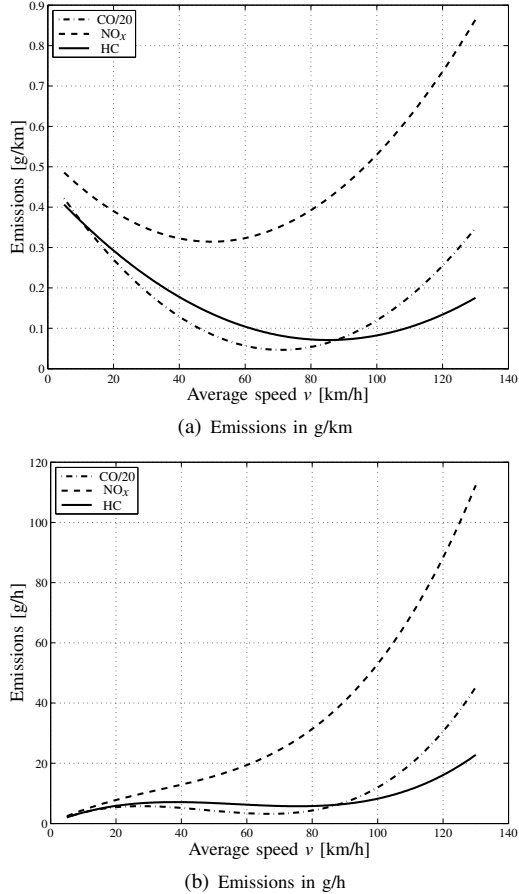 0.9
CO/20
NOx
HC
0.8
0.7
0.6
0.5
0.4
0.3
0.2
0.1
0
Emissions [g/km]
0 20 40 60 80 100 120 140
Average speed v [km/h]
(a) Emissions in g/km
120
CO/20
NOx
HC
100
80
60
40
20
0
Emissions [g/h]
0 20 40 60 80 100 120 140
Average speed v [km/h]
(b) Emissions in g/h